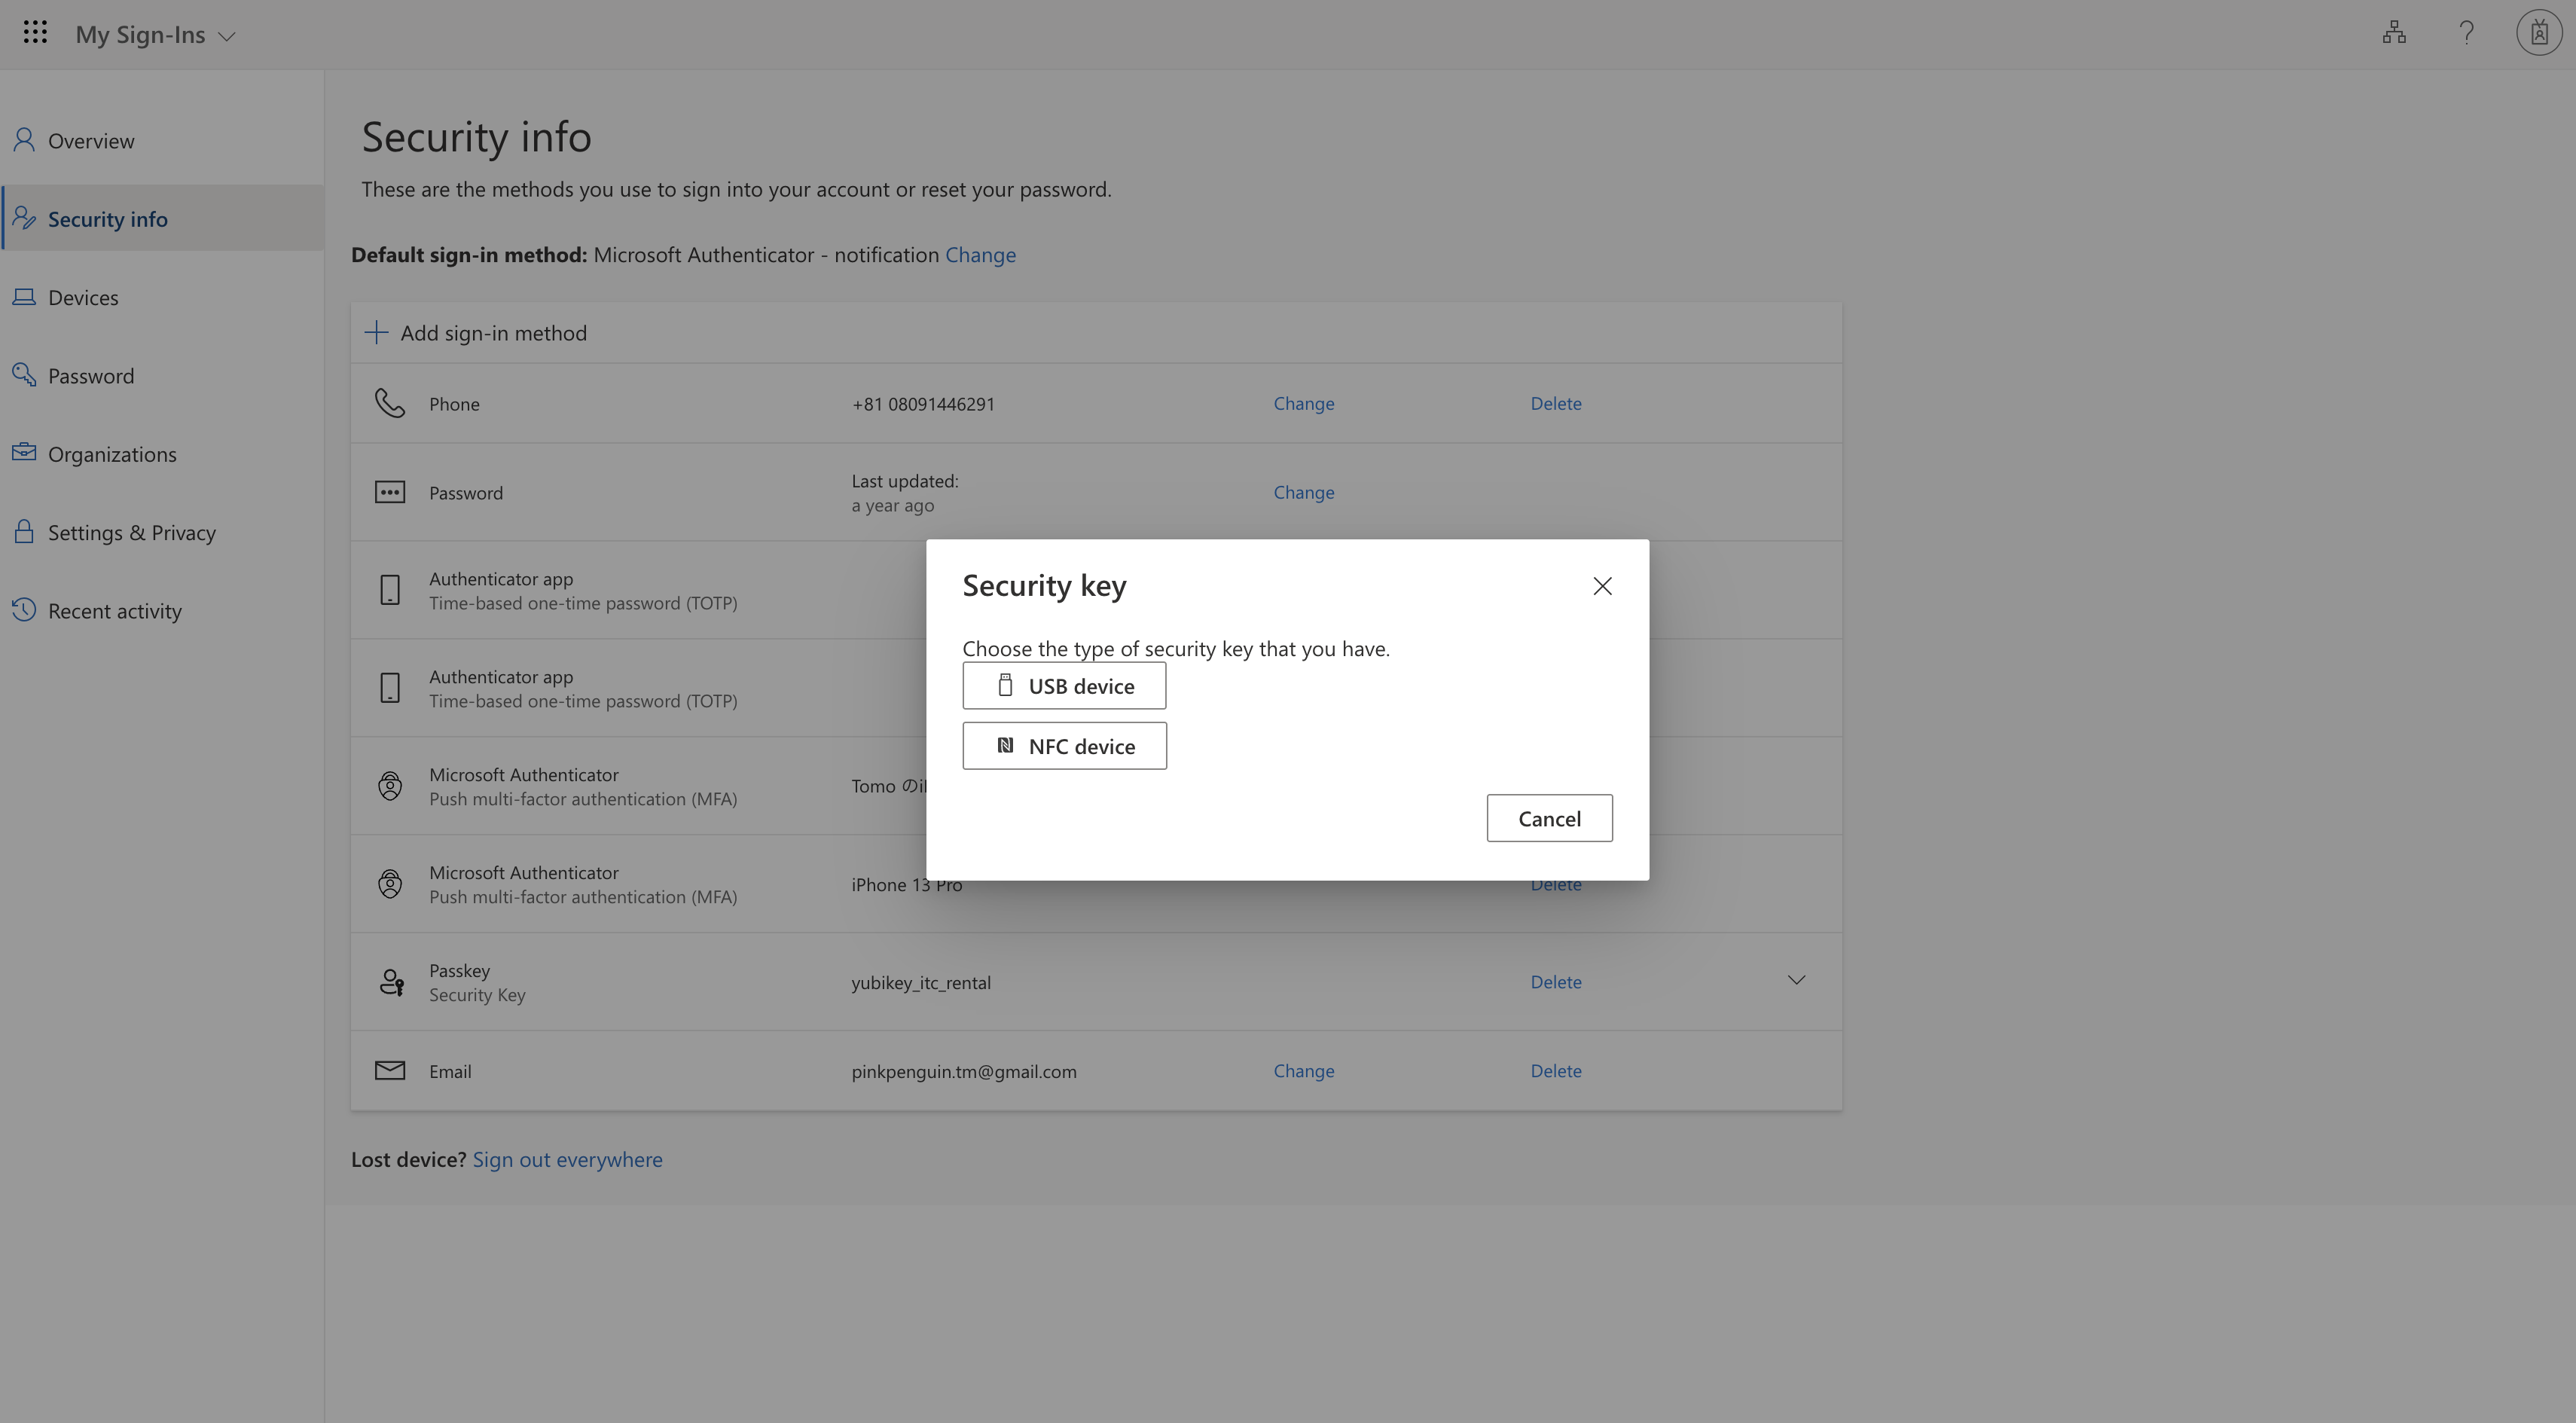 My Sign-Ins
Overview
Security info
Devices
Password
Organizations
Settings & Privacy
Recent activity
Security info
These are the methods you use to sign into your account or reset your password.
Default sign-in method: Microsoft Authenticator - notification Change
Add sign-in method
Phone +81 08091446291 Change Delete
Password Last updated: Change
a year ago
Authenticator app
Time-based one-time password (TOTP)
Authenticator app
Time-based one-time password (TOTP)
Microsoft Authenticator
Push multi-factor authentication (MFA)
Tomo
Microsoft Authenticator
Push multi-factor authentication (MFA)
iPhone 13 Pro Delete
Passkey
Security Key
yubikey_itc_rental Delete
Email pinkpenguin.tm@gmail.com Change Delete
Lost device? Sign out everywhere
Security key
Choose the type of security key that you have.
USB device
NFC device
Cancel